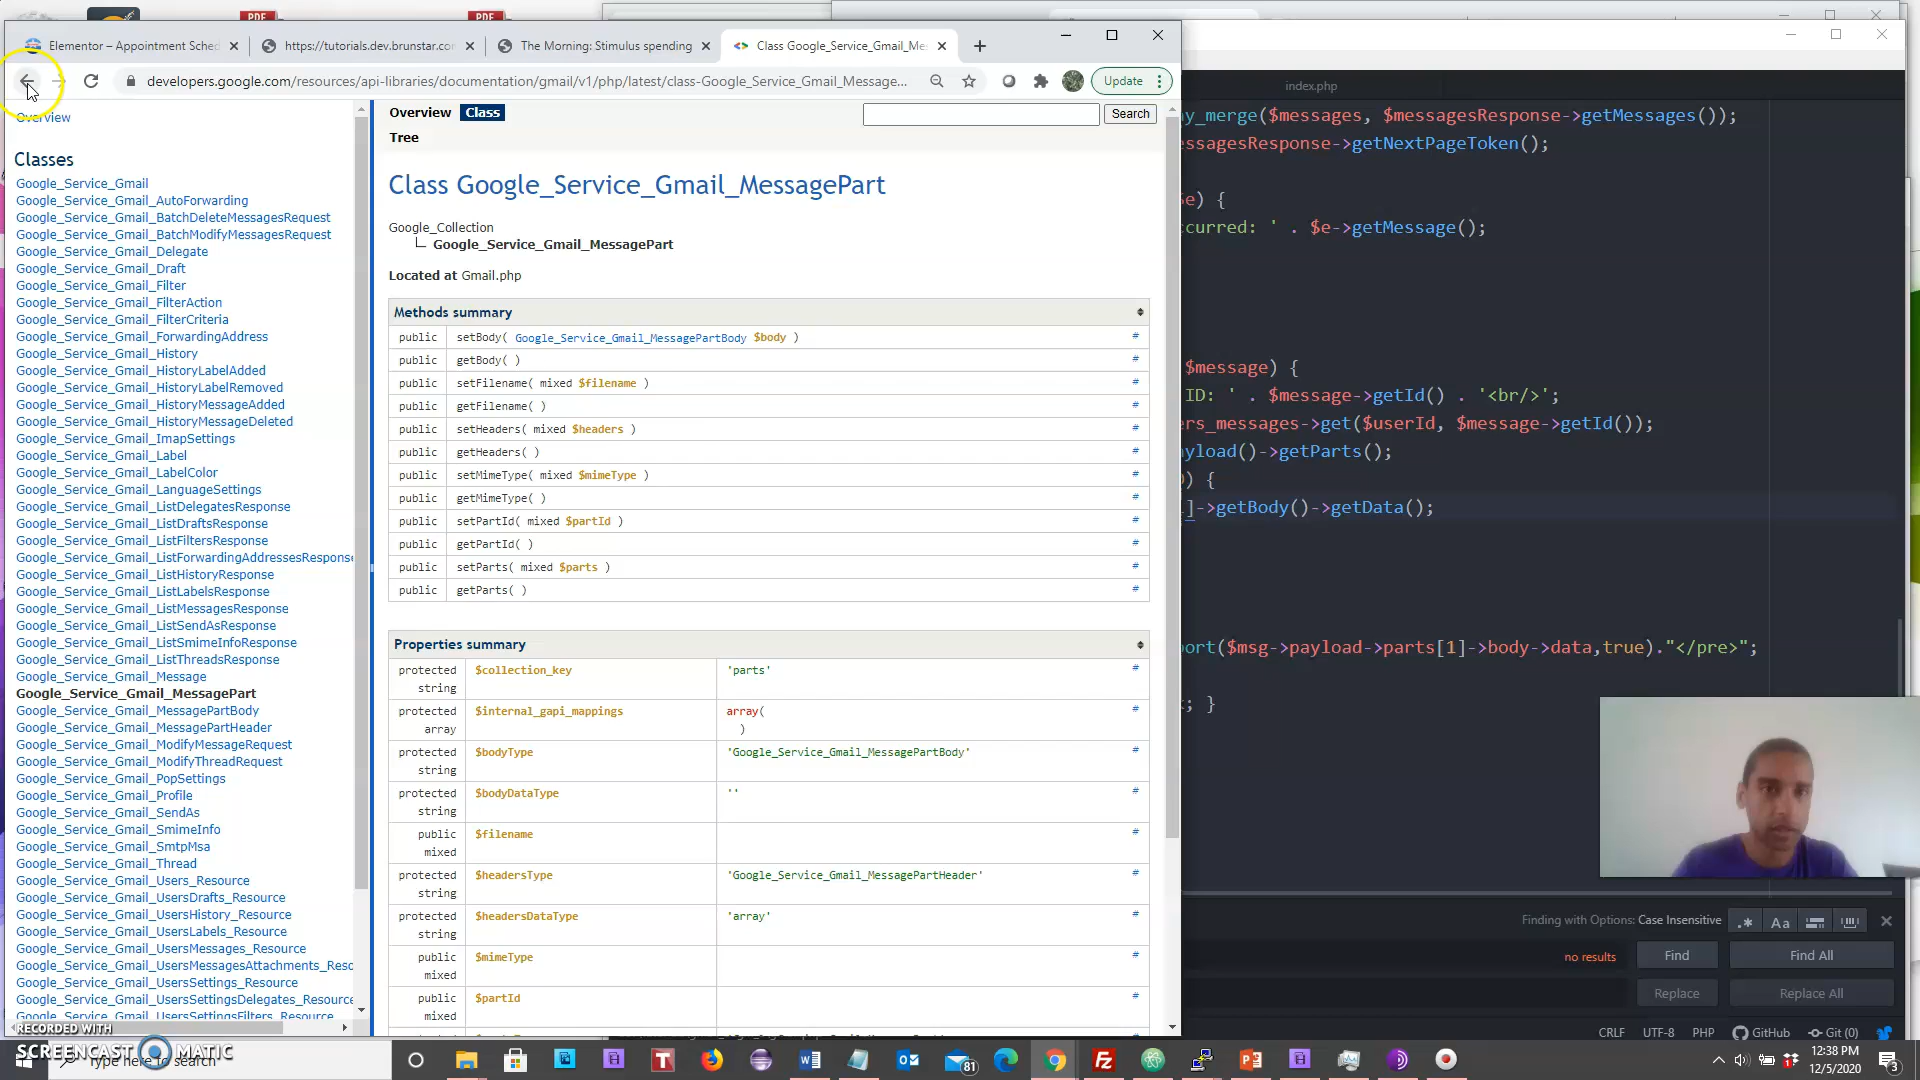 PDF
PDF
Elementor – Appointment Sched
https://tutorials.dev.brunstar.co
The Morning: Stimulus spending
Class Google_Service_Gmail_Me
developers.google.com/resources/api-libraries/documentation/gmail/v1/php/latest/class-Google_Service_Gmail_Message...
Update
Overview
Classes
Google_Service_Gmail
Google_Service_Gmail_AutoForwarding
Google_Service_Gmail_BatchDeleteMessagesRequest
Google_Service_Gmail_BatchModifyMessagesRequest
Google_Service_Gmail_Delegate
Google_Service_Gmail_Draft
Google_Service_Gmail_Filter
Google_Service_Gmail_FilterAction
Google_Service_Gmail_FilterCriteria
Google_Service_Gmail_ForwardingAddress
Google_Service_Gmail_History
Google_Service_Gmail_HistoryLabelAdded
Google_Service_Gmail_HistoryLabelRemoved
Google_Service_Gmail_HistoryMessageAdded
Google_Service_Gmail_HistoryMessageDeleted
Google_Service_Gmail_ImapSettings
Google_Service_Gmail_Label
Google_Service_Gmail_LabelColor
Google_Service_Gmail_LanguageSettings
Google_Service_Gmail_ListDelegatesResponse
Google_Service_Gmail_ListDraftsResponse
Google_Service_Gmail_ListFiltersResponse
Google_Service_Gmail_ListForwardingAddressesResponse
Google_Service_Gmail_ListHistoryResponse
Google_Service_Gmail_ListLabelsResponse
Google_Service_Gmail_ListMessagesResponse
Google_Service_Gmail_ListSendAsResponse
Google_Service_Gmail_ListSmimeInfoResponse
Google_Service_Gmail_ListThreadsResponse
Google_Service_Gmail_Message
Google_Service_Gmail_MessagePart
Google_Service_Gmail_MessagePartBody
Google_Service_Gmail_MessagePartHeader
Google_Service_Gmail_ModifyMessageRequest
Google_Service_Gmail_ModifyThreadRequest
Google_Service_Gmail_PopSettings
Google_Service_Gmail_Profile
Google_Service_Gmail_SendAs
Google_Service_Gmail_SmimeInfo
Google_Service_Gmail_SmtpMsa
Google_Service_Gmail_Thread
Google_Service_Gmail_Users_Resource
Google_Service_Gmail_UsersDrafts_Resource
Google_Service_Gmail_UsersHistory_Resource
Google_Service_Gmail_UsersLabels_Resource
Google_Service_Gmail_UsersMessages_Resource
Google_Service_Gmail_UsersMessagesAttachments_Reso
Google_Service_Gmail_UsersSettings_Resource
Google_Service_Gmail_UsersSettingsDelegates_Resource
Google_Service_Gmail_UsersSettingsFilters_Resource
Overview Class
Tree
Search
Class Google_Service_Gmail_MessagePart
Google_Collection
Google_Service_Gmail_MessagePart
Located at Gmail.php
Methods summary
public setBody( Google_Service_Gmail_MessagePartBody $body ) #
public getBody( ) #
public setFilename( mixed $filename ) #
public getFilename( ) #
public setHeaders( mixed $headers ) #
public getHeaders( ) #
public setMimeType( mixed $mimeType ) #
public getMimeType( ) #
public setPartId( mixed $partId ) #
public getPartId( ) #
public setParts( mixed $parts ) #
public getParts( ) #
Properties summary
protected string $collection_key 'parts' #
protected array $internal_gapi_mappings array( ) #
protected string $bodyType 'Google_Service_Gmail_MessagePartBody' #
protected string $bodyDataType '' #
public mixed $filename #
protected string $headersType 'Google_Service_Gmail_MessagePartHeader' #
protected string $headersDataType 'array' #
public mixed $mimeType #
public mixed $partId #
index.php
y_merge($messages, $messagesResponse->getMessages());
ssagesResponse->getNextPageToken();
$e) {
curred: ' . $e->getMessage();
$message) {
ID: ' . $message->getId() . '<br/>';
ers_messages->get($userId, $message->getId());
yload()->getParts();
) {
]->getBody()->getData();
port($msg->payload->parts[1]->body->data,true)."</pre>";
; }
Finding with Options: Case Insensitive
.* Aa
no results
Find
Find All
Replace
Replace All
CRLF UTF-8 PHP GitHub Git (0)
RECORDED WITH
SCREENCAST MATIC
Type here to search
81
12:38 PM
12/5/2020
3